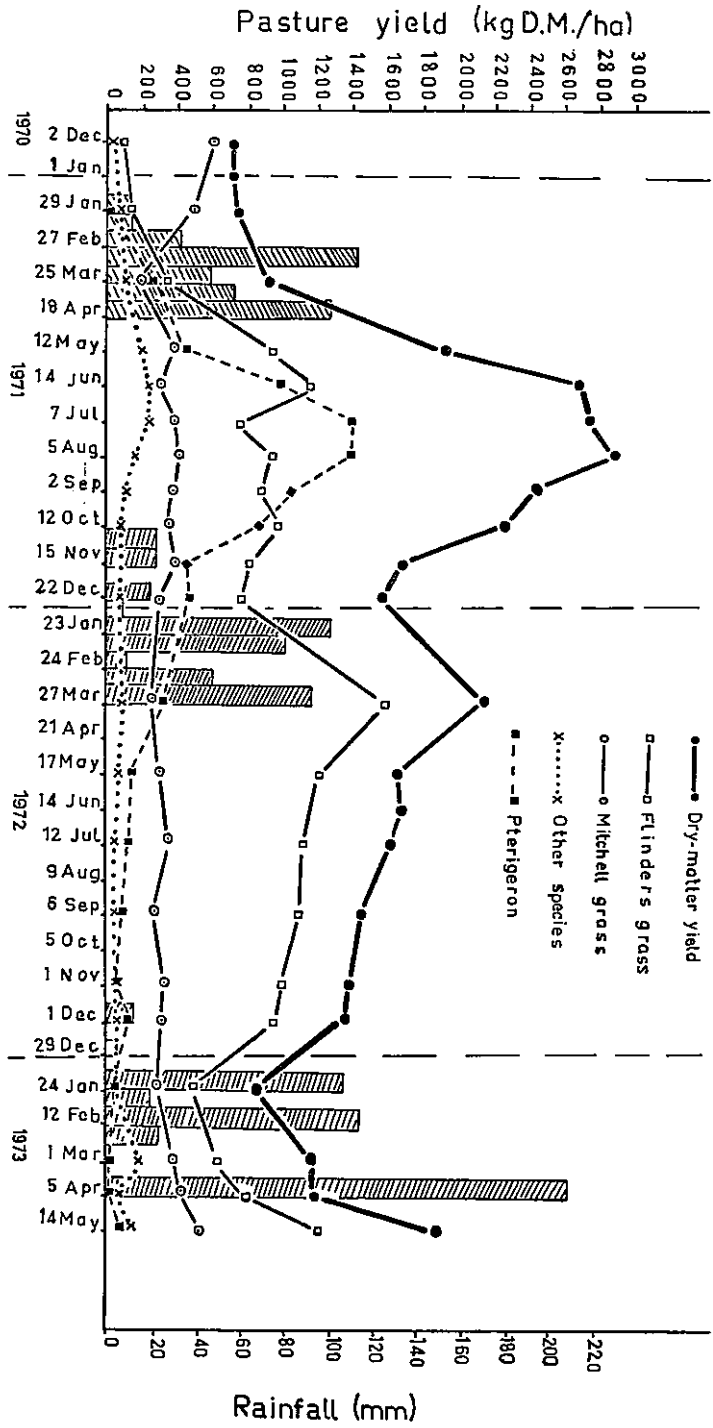 Pasture yield (kg D.M./ha)
0 200 400 600 800 1000 1200 1400 1600 1800 2000 2200 2400 2600 2800 3000
2 Dec
1 Jan
29 Jan
27 Feb
25 Mar
18 Apr
12 May
14 Jun
7 Jul
5 Aug
2 Sep
12 Oct
15 Nov
22 Dec
23 Jan
24 Feb
27 Mar
21 Apr
17 May
14 Jun
12 Jul
9 Aug
6 Sep
5 Oct
1 Nov
1 Dec
29 Dec
24 Jan
12 Feb
1 Mar
5 Apr
14 May
1970
1971
1972
1973
Dry-matter yield
Flinders grass
Mitchell grass
Other species
Pterigeron
0 20 40 60 80 100 120 140 160 180 200 220
Rainfall (mm)